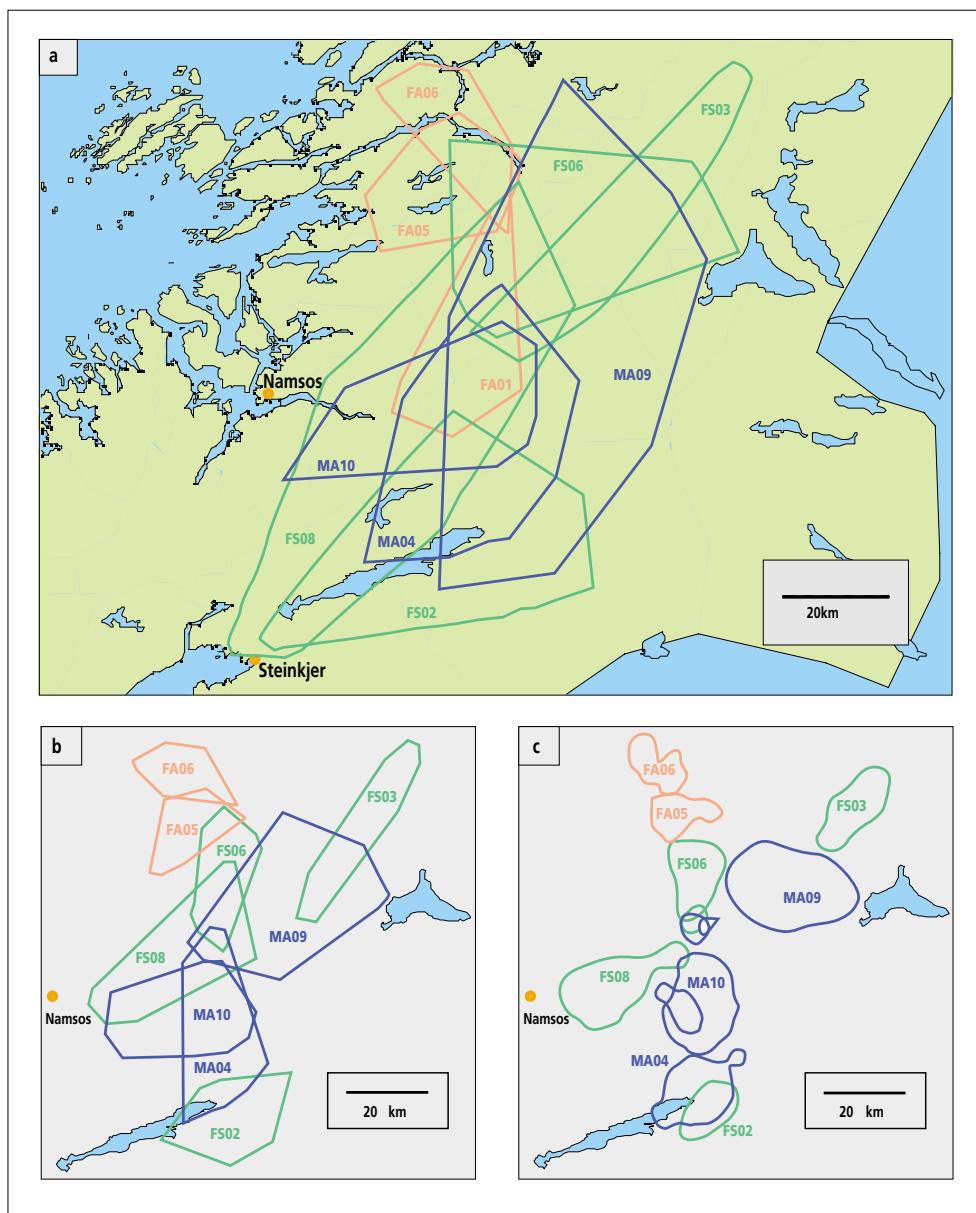 a
FA06
FS03
FS06
FA05
MA09
Namsos
FA01
MA10
FS08
MA04
20km
FS02
Steinkjer
b
FA06
FS03
FA05
FS06
MA09
FS08
MA10
Namsos
MA04
20 km
FS02
c
FA06
FS03
FA05
FS06
MA09
FS08
MA10
Namsos
MA04
20 km
FS02